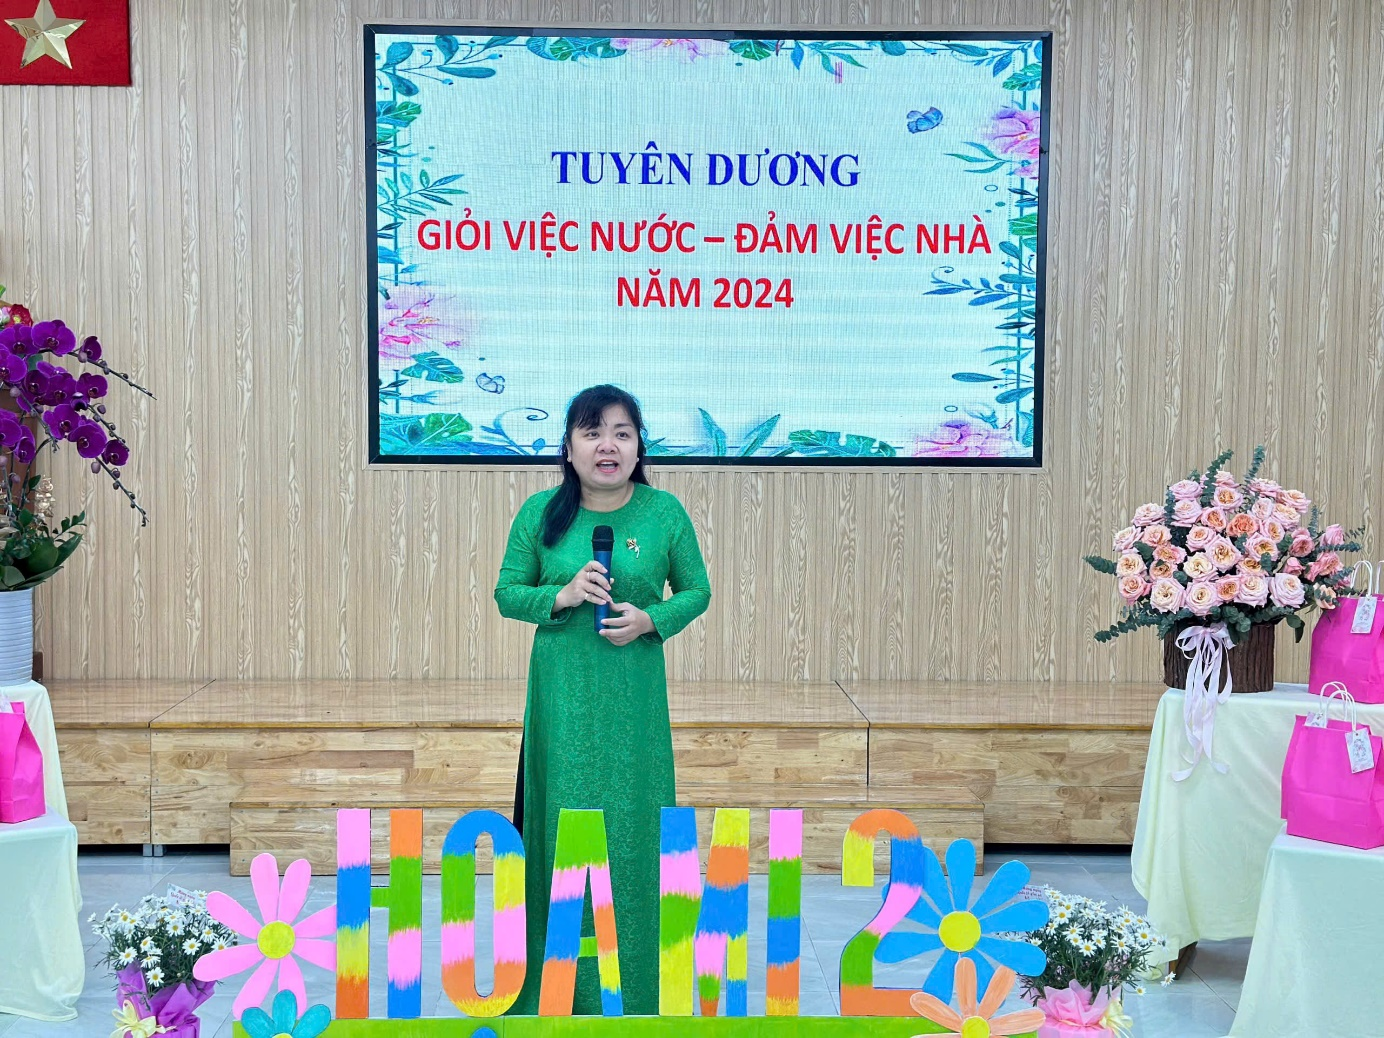 TUYÊN DƯƠNG
GIỎI VIỆC NƯỚC – ĐẢM VIỆC NHÀ
NĂM 2024
HOA MI 2